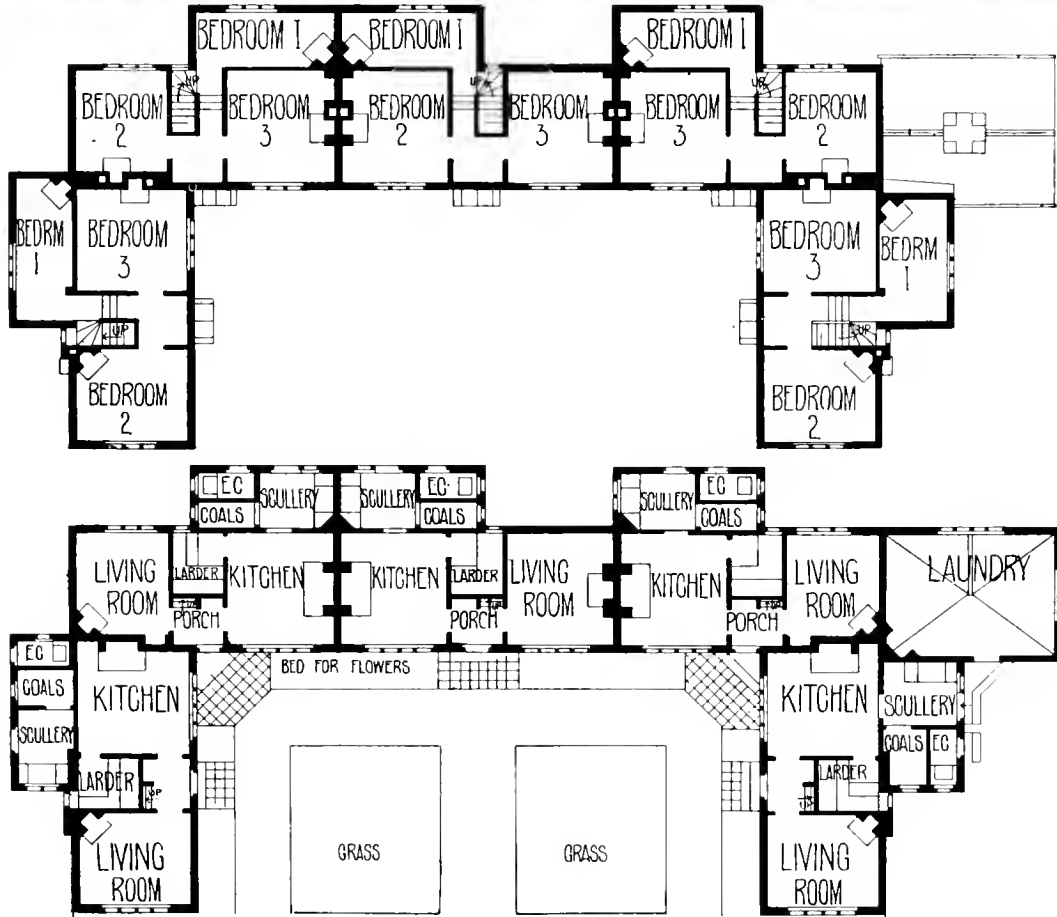 BEDROOM 1
BEDROOM 1
BEDROOM 1
UP
UP
UP
BEDROOM
2
BEDROOM
3
BEDROOM
2
BEDROOM
3
BEDROOM
3
BEDROOM
2
BEDRM
1
BEDROOM
3
BEDROOM
3
BEDRM
1
UP
UP
BEDROOM
2
BEDROOM
2
EC
SCULLERY
SCULLERY
EC
SCULLERY
EC
COALS
COALS
COALS
LIVING
ROOM
LARDER
KITCHEN
KITCHEN
LARDER
LIVING
ROOM
KITCHEN
LIVING
ROOM
LAUNDRY
UP
PORCH
UP
PORCH
UP
PORCH
EC
COALS
SCULLERY
KITCHEN
BED FOR FLOWERS
KITCHEN
SCULLERY
COALS
EC
LARDER
UP
LARDER
UP
LIVING
ROOM
GRASS
GRASS
LIVING
ROOM